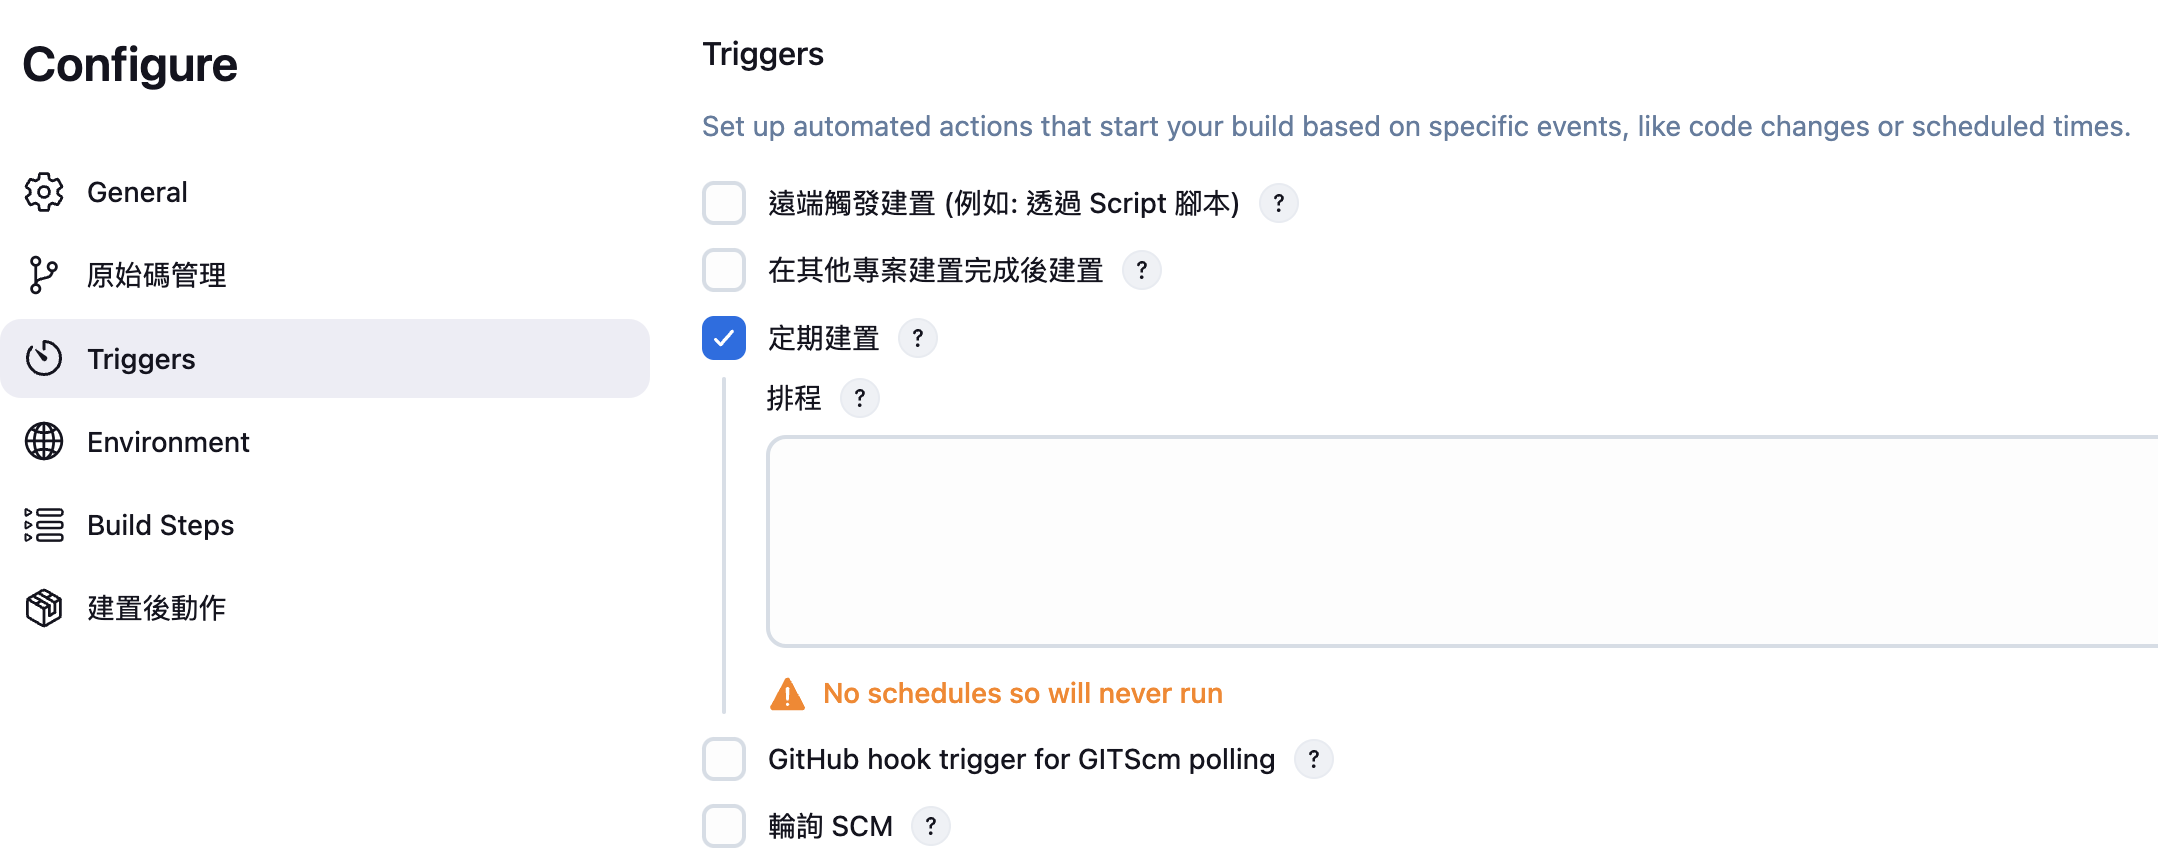 Configure
General
原始碼管理
Triggers
Environment
Build Steps
建置後動作
Triggers
Set up automated actions that start your build based on specific events, like code changes or scheduled times.
遠端觸發建置 (例如: 透過 Script 腳本) ?
在其他專案建置完成後建置 ?
定期建置 ?
排程 ?
No schedules so will never run
GitHub hook trigger for GITScm polling ?
輪詢 SCM ?